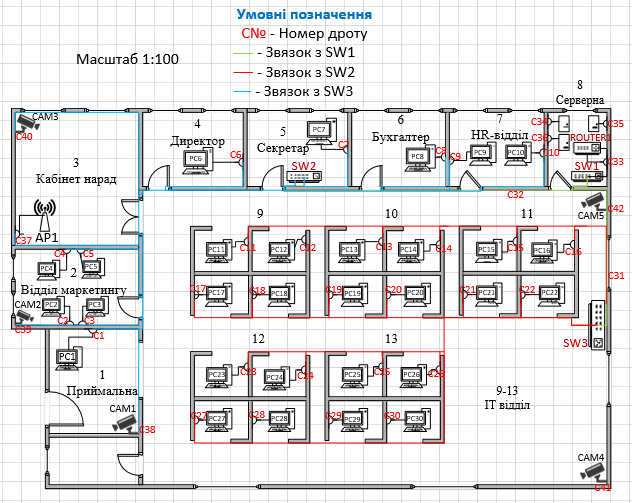 Умовні позначення
С№ - Номер дроту
Масштаб 1:100
- Звязок з SW1
- Звязок з SW2
- Звязок з SW3
8
Серверна
CAM3
C40
3
Кабінет нарад
AP1
C37
4
Директор
PC6
C6
5
Секретар
PC7
C7
SW2
6
Бухгалтер
PC8
C8
7
HR-відділ
C9
PC9
PC10
C10
C34
C35
C36
ROUTER1
C33
SW1
C32
C42
CAM5
C4
C5
PC4
PC5
2
Відділ маркетингу
CAM2
PC2
PC3
C39
C2
C3
C1
PC1
1
Приймальна
CAM1
C38
9
10
11
PC11
C11
PC12
C12
PC13
C13
PC14
C14
PC15
C15
PC16
C16
C17
PC17
C18
PC18
C19
PC19
C20
PC20
C21
PC21
C22
PC22
C31
SW3
12
13
PC23
C23
PC24
C24
PC25
C25
PC26
C26
C27
PC27
C28
PC28
C29
PC29
C30
PC30
9-13
ІТ відділ
CAM4
C41